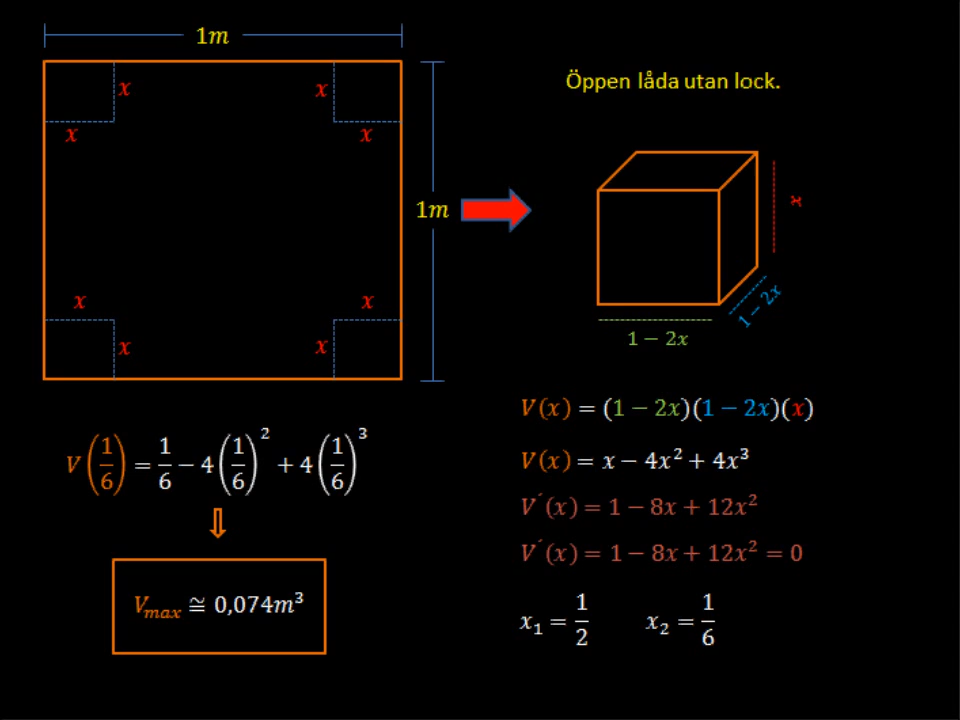 1m
x x
x x
1m
x x
x x
Öppen låda utan lock.
x
1 − 2x
1 − 2x
V(x) = (1 − 2x)(1 − 2x)(x)
V(x) = x − 4x² + 4x³
V´(x) = 1 − 8x + 12x²
V´(x) = 1 − 8x + 12x² = 0
x₁ = 1/2 x₂ = 1/6
V(1/6) = 1/6 − 4(1/6)² + 4(1/6)³
⇩
Vₘₐₓ ≅ 0,074m³